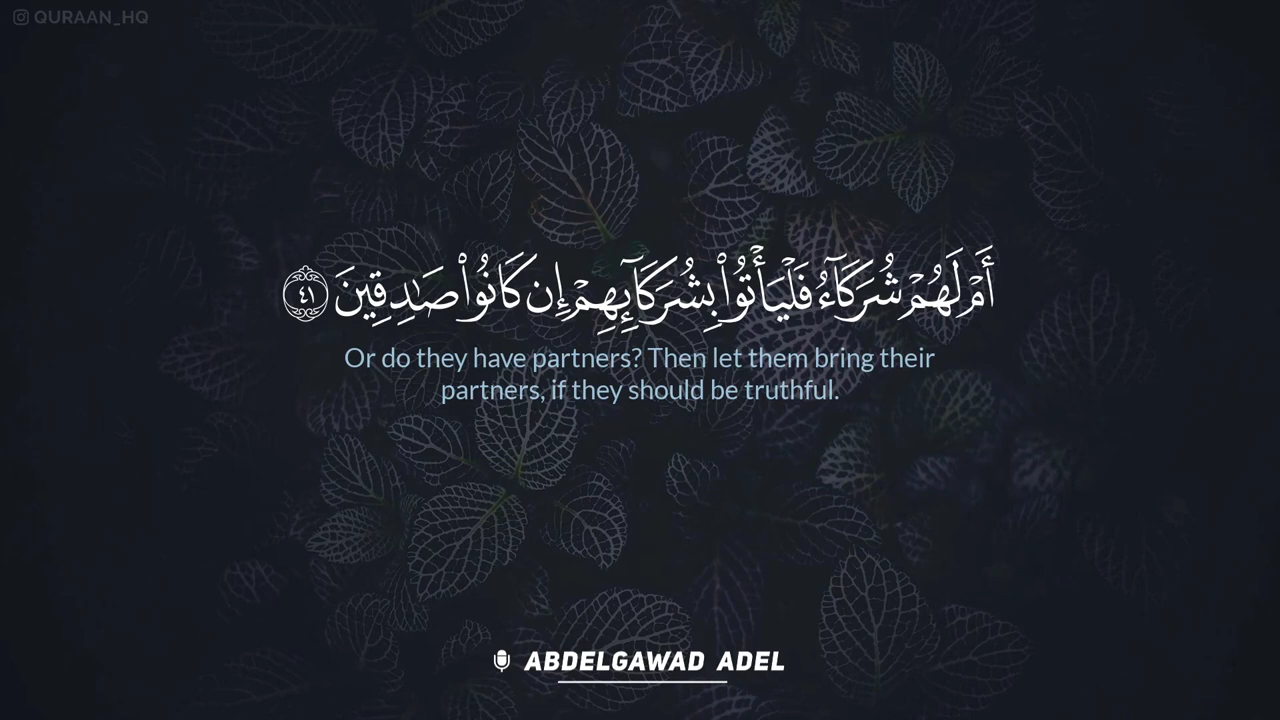 QURAAN_HQ
أَمْ لَهُمْ شُرَكَآءُ فَلْيَأْتُوا۟ بِشُرَكَآئِهِمْ إِن كَانُوا۟ صَـٰدِقِينَ ٤١
Or do they have partners? Then let them bring their
partners, if they should be truthful.
ABDELGAWAD ADEL